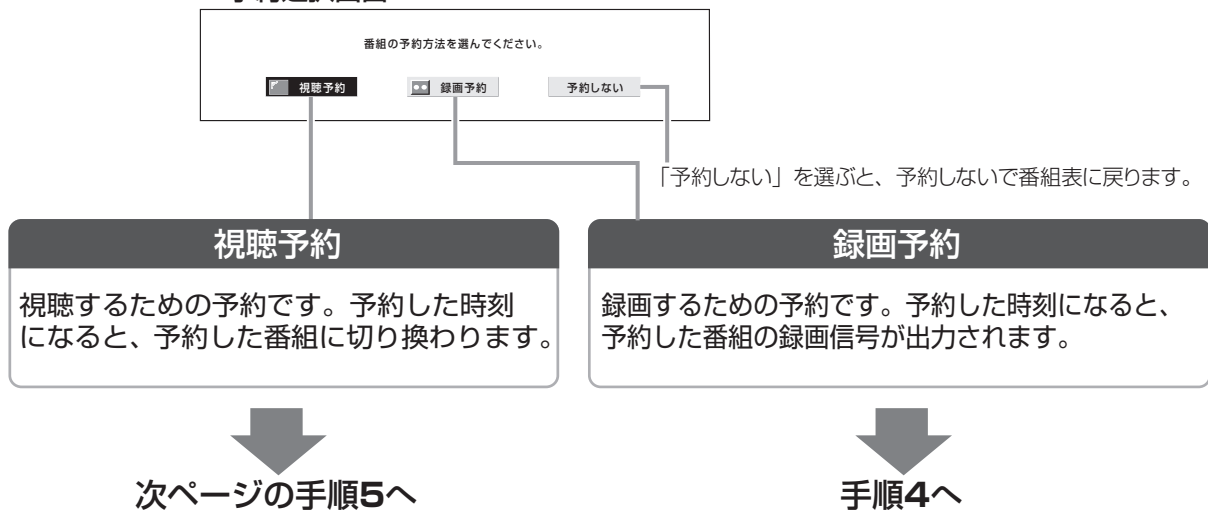 番組の予約方法を選んでください。
視聴予約
録画予約
予約しない
「予約しない」を選ぶと、予約しないで番組表に戻ります。
視聴予約
視聴するための予約です。予約した時刻
になると、予約した番組に切り換わります。
録画予約
録画するための予約です。予約した時刻になると、
予約した番組の録画信号が出力されます。
次ページの手順5へ
手順4へ